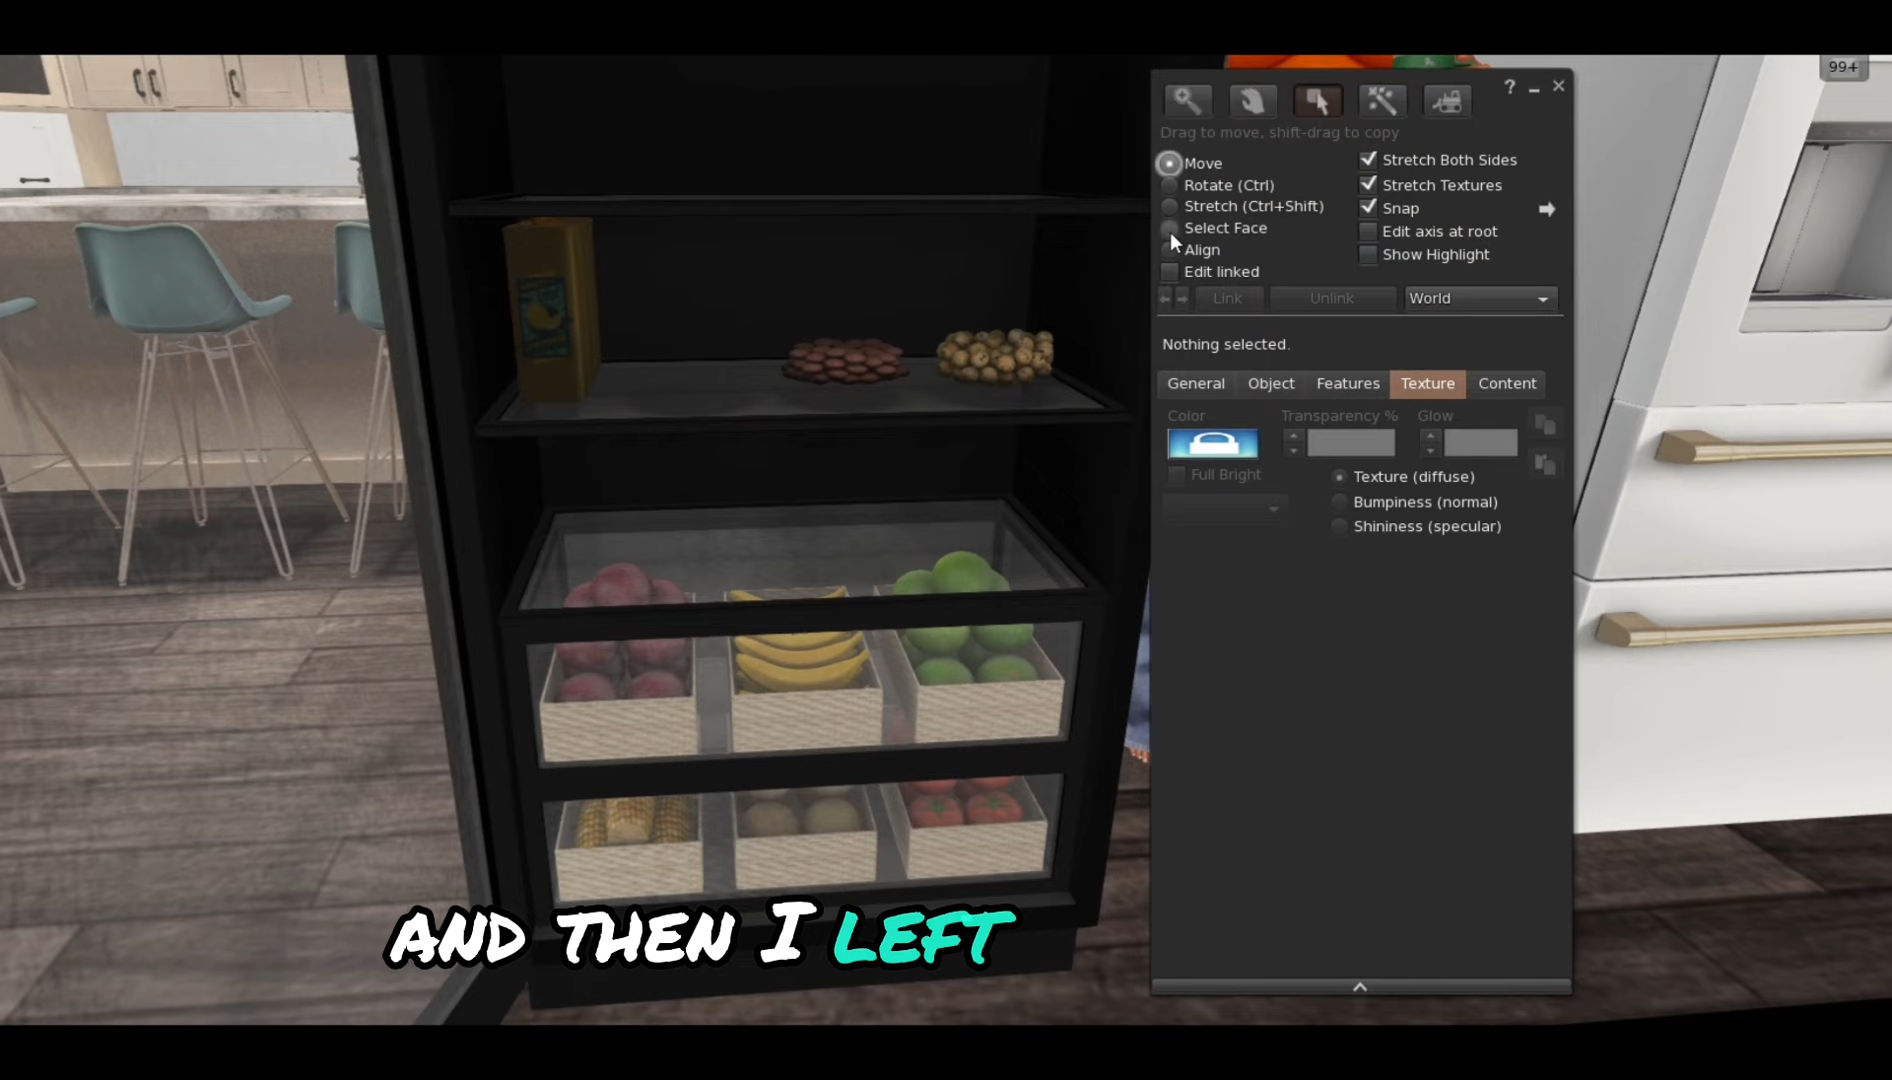 99+
?
Drag to move, shift-drag to copy
Move
Rotate (Ctrl)
Stretch (Ctrl+Shift)
Select Face
Align
Edit linked
Stretch Both Sides
Stretch Textures
Snap
Edit axis at root
Show Highlight
Link Unlink World
Nothing selected.
General Object Features Texture Content
Color Transparency % Glow
Full Bright
Texture (diffuse)
Bumpiness (normal)
Shininess (specular)
AND THEN I LEFT